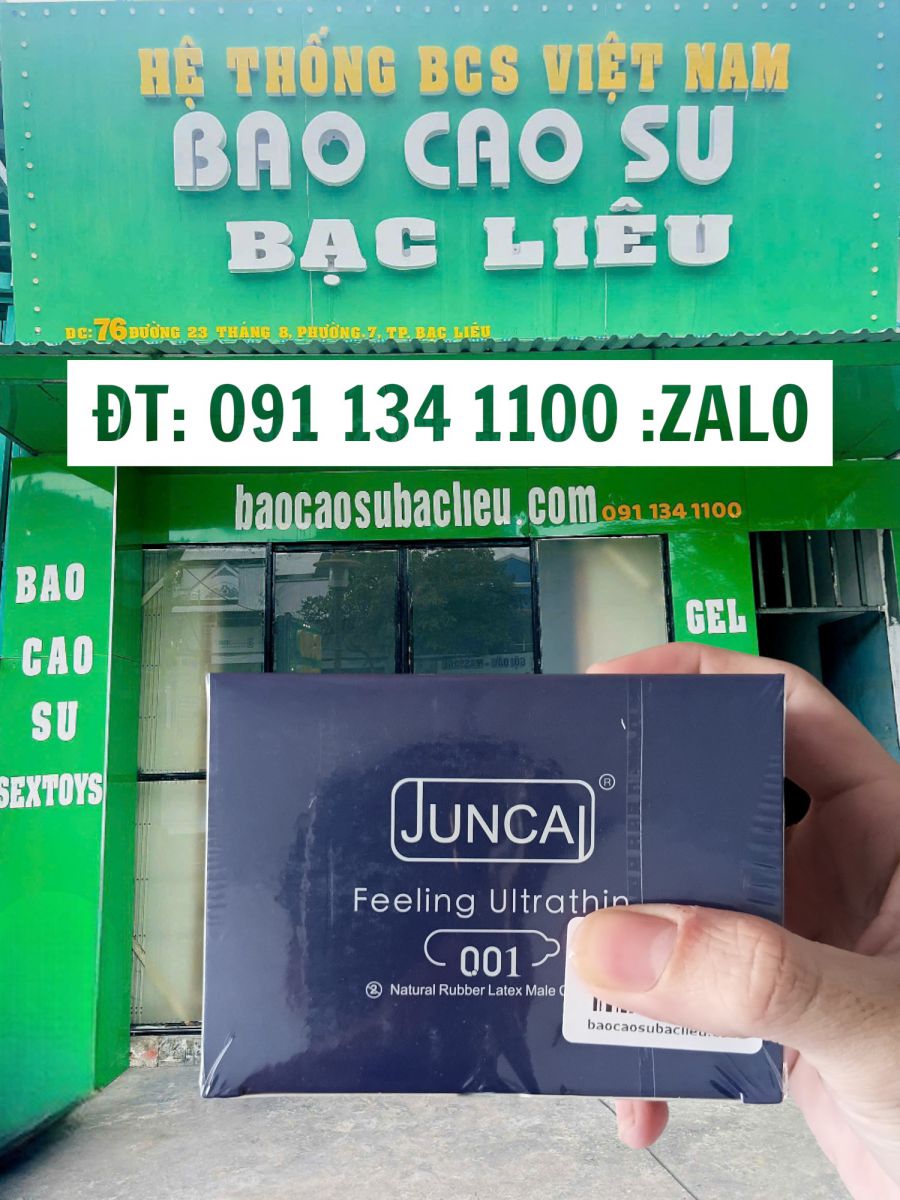 HỆ THỐNG BCS VIỆT NAM
BAO CAO SU
BẠC LIÊU
ĐC: 76 ĐƯỜNG 23 THÁNG 8, PHƯỜNG.7, TP. BẠC LIÊU
ĐT: 091 134 1100 :ZALO
baocaosubaclieu.com 091 134 1100
BAO
CAO
SU
SEXTOYS
GEL
JUNCAI ®
Feeling Ultrathin
001
Natural Rubber Latex Male
baocaosubaclieu.